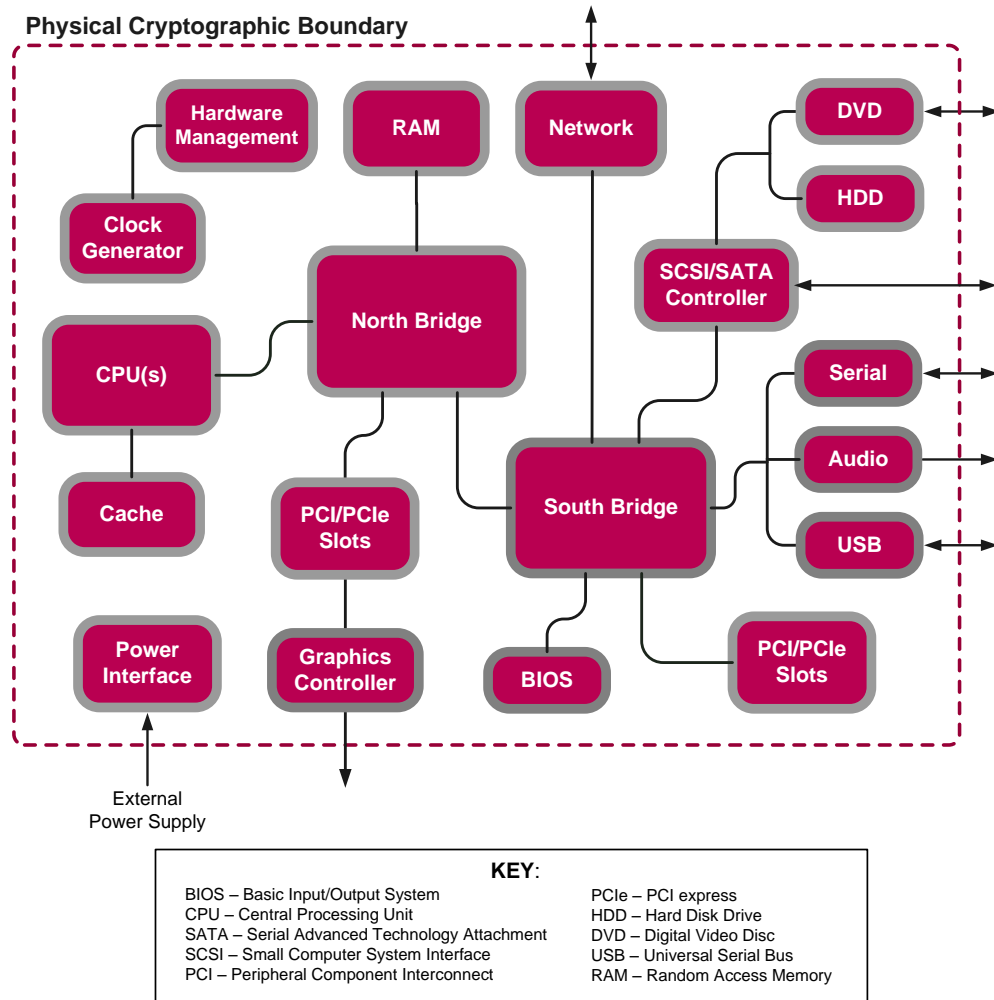 Physical Cryptographic Boundary
Hardware
Management
RAM
Network
DVD
HDD
Clock
Generator
North Bridge
SCSI/SATA
Controller
CPU(s)
Serial
Cache
PCI/PCIe
Slots
South Bridge
Audio
USB
Power
Interface
Graphics
Controller
BIOS
PCI/PCIe
Slots
External
Power Supply
KEY:
BIOS – Basic Input/Output System
CPU – Central Processing Unit
SATA – Serial Advanced Technology Attachment
SCSI – Small Computer System Interface
PCI – Peripheral Component Interconnect
PCIe – PCI express
HDD – Hard Disk Drive
DVD – Digital Video Disc
USB – Universal Serial Bus
RAM – Random Access Memory